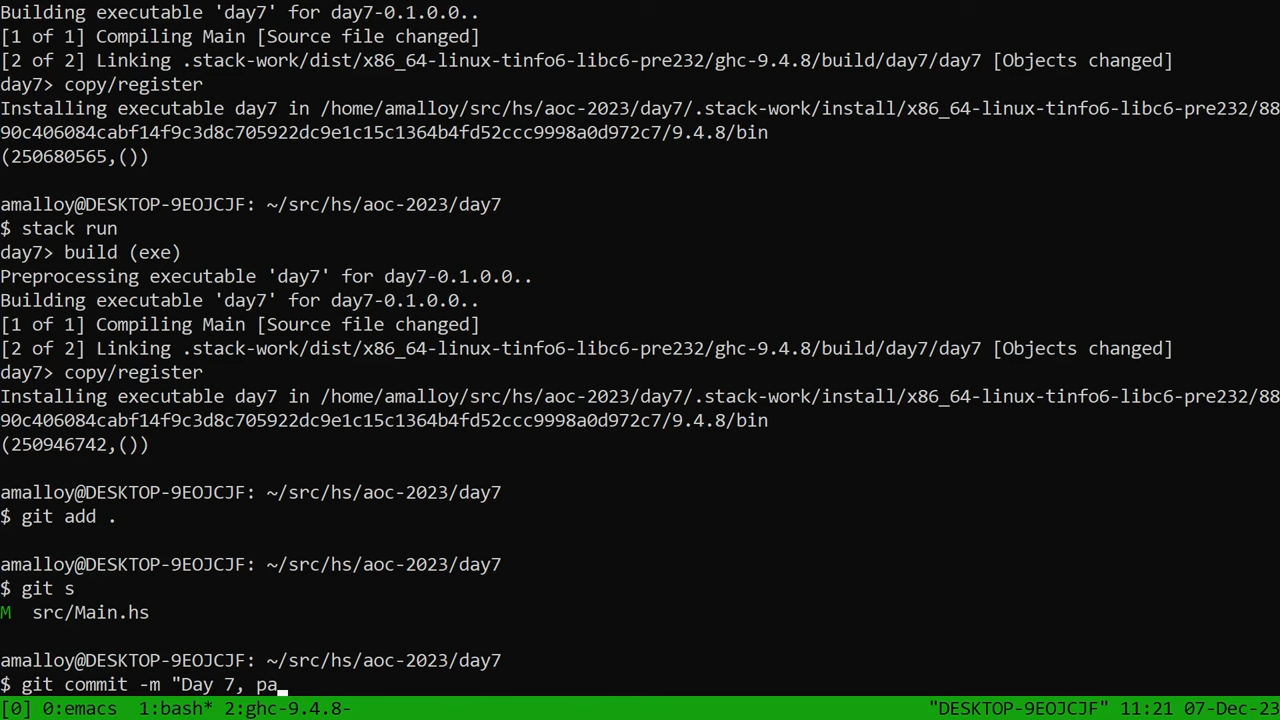 Building executable 'day7' for day7-0.1.0.0..
[1 of 1] Compiling Main [Source file changed]
[2 of 2] Linking .stack-work/dist/x86_64-linux-tinfo6-libc6-pre232/ghc-9.4.8/build/day7/day7 [Objects changed]
day7> copy/register
Installing executable day7 in /home/amalloy/src/hs/aoc-2023/day7/.stack-work/install/x86_64-linux-tinfo6-libc6-pre232/88
90c406084cabf14f9c3d8c705922dc9e1c15c1364b4fd52ccc9998a0d972c7/9.4.8/bin
(250680565,())
amalloy@DESKTOP-9EOJCJF: ~/src/hs/aoc-2023/day7
$ stack run
day7> build (exe)
Preprocessing executable 'day7' for day7-0.1.0.0..
Building executable 'day7' for day7-0.1.0.0..
[1 of 1] Compiling Main [Source file changed]
[2 of 2] Linking .stack-work/dist/x86_64-linux-tinfo6-libc6-pre232/ghc-9.4.8/build/day7/day7 [Objects changed]
day7> copy/register
Installing executable day7 in /home/amalloy/src/hs/aoc-2023/day7/.stack-work/install/x86_64-linux-tinfo6-libc6-pre232/88
90c406084cabf14f9c3d8c705922dc9e1c15c1364b4fd52ccc9998a0d972c7/9.4.8/bin
(250946742,())
amalloy@DESKTOP-9EOJCJF: ~/src/hs/aoc-2023/day7
$ git add .
amalloy@DESKTOP-9EOJCJF: ~/src/hs/aoc-2023/day7
$ git s
M  src/Main.hs
amalloy@DESKTOP-9EOJCJF: ~/src/hs/aoc-2023/day7
$ git commit -m "Day 7, pa
[0] 0:emacs  1:bash* 2:ghc-9.4.8- "DESKTOP-9EOJCJF" 11:21 07-Dec-23